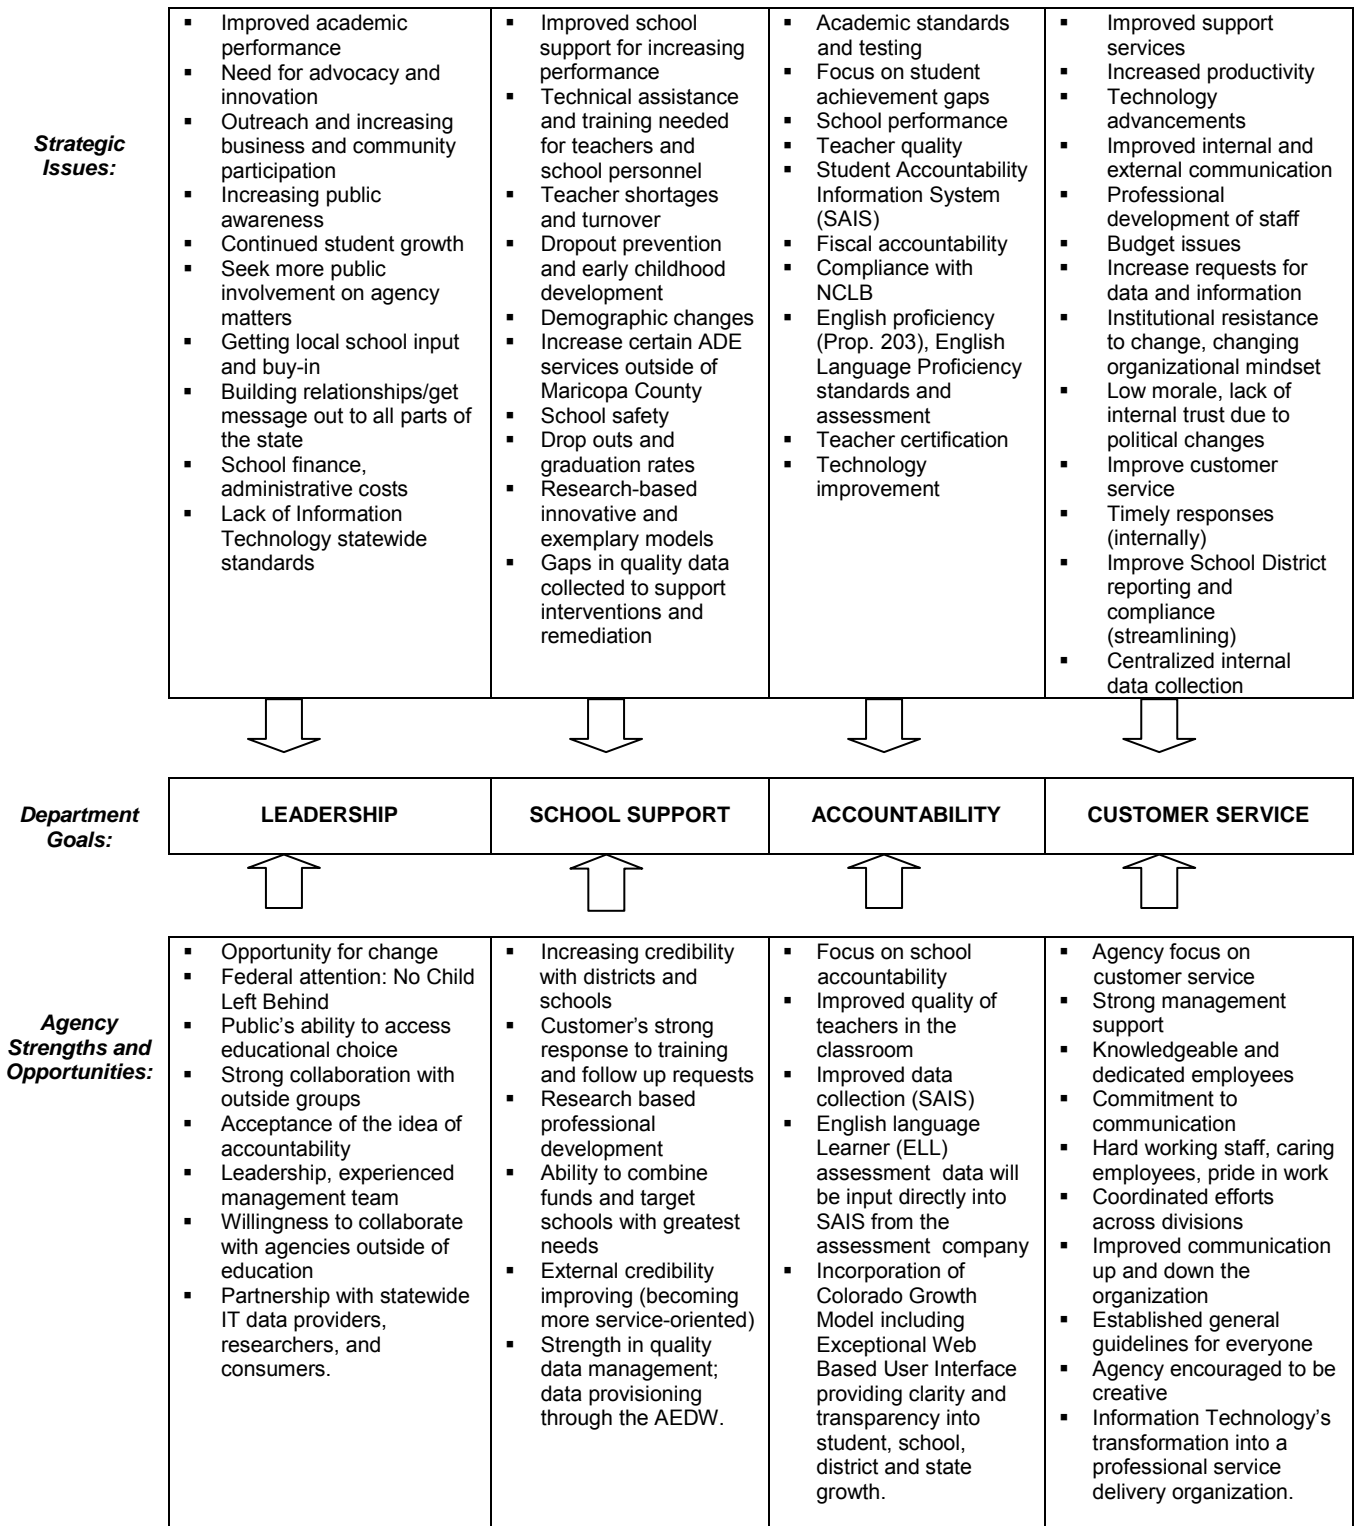 Strategic
Issues:
▪ Improved academic
performance
▪ Need for advocacy and
innovation
▪ Outreach and increasing
business and community
participation
▪ Increasing public
awareness
▪ Continued student growth
▪ Seek more public
involvement on agency
matters
▪ Getting local school input
and buy-in
▪ Building relationships/get
message out to all parts of
the state
▪ School finance,
administrative costs
▪ Lack of Information
Technology statewide
standards
▪ Improved school
support for increasing
performance
▪ Technical assistance
and training needed
for teachers and
school personnel
▪ Teacher shortages
and turnover
▪ Dropout prevention
and early childhood
development
▪ Demographic changes
▪ Increase certain ADE
services outside of
Maricopa County
▪ School safety
▪ Drop outs and
graduation rates
▪ Research-based
innovative and
exemplary models
▪ Gaps in quality data
collected to support
interventions and
remediation
▪ Academic standards
and testing
▪ Focus on student
achievement gaps
▪ School performance
▪ Teacher quality
▪ Student Accountability
Information System
(SAIS)
▪ Fiscal accountability
▪ Compliance with
NCLB
▪ English proficiency
(Prop. 203), English
Language Proficiency
standards and
assessment
▪ Teacher certification
▪ Technology
improvement
▪ Improved support
services
▪ Increased productivity
▪ Technology
advancements
▪ Improved internal and
external communication
▪ Professional
development of staff
▪ Budget issues
▪ Increase requests for
data and information
▪ Institutional resistance
to change, changing
organizational mindset
▪ Low morale, lack of
internal trust due to
political changes
▪ Improve customer
service
▪ Timely responses
(internally)
▪ Improve School District
reporting and
compliance
(streamlining)
▪ Centralized internal
data collection
Department
Goals:
LEADERSHIP
SCHOOL SUPPORT
ACCOUNTABILITY
CUSTOMER SERVICE
Agency
Strengths and
Opportunities:
▪ Opportunity for change
▪ Federal attention: No Child
Left Behind
▪ Public’s ability to access
educational choice
▪ Strong collaboration with
outside groups
▪ Acceptance of the idea of
accountability
▪ Leadership, experienced
management team
▪ Willingness to collaborate
with agencies outside of
education
▪ Partnership with statewide
IT data providers,
researchers, and
consumers.
▪ Increasing credibility
with districts and
schools
▪ Customer’s strong
response to training
and follow up requests
▪ Research based
professional
development
▪ Ability to combine
funds and target
schools with greatest
needs
▪ External credibility
improving (becoming
more service-oriented)
▪ Strength in quality
data management;
data provisioning
through the AEDW.
▪ Focus on school
accountability
▪ Improved quality of
teachers in the
classroom
▪ Improved data
collection (SAIS)
▪ English language
Learner (ELL)
assessment data will
be input directly into
SAIS from the
assessment company
▪ Incorporation of
Colorado Growth
Model including
Exceptional Web
Based User Interface
providing clarity and
transparency into
student, school,
district and state
growth.
▪ Agency focus on
customer service
▪ Strong management
support
▪ Knowledgeable and
dedicated employees
▪ Commitment to
communication
▪ Hard working staff, caring
employees, pride in work
▪ Coordinated efforts
across divisions
▪ Improved communication
up and down the
organization
▪ Established general
guidelines for everyone
▪ Agency encouraged to be
creative
▪ Information Technology’s
transformation into a
professional service
delivery organization.